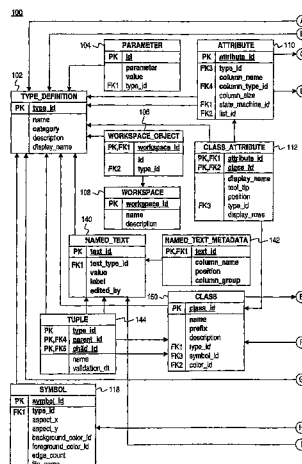 100
104
PARAMETER
PK id
parameter
value
FK1 type_id
ATTRIBUTE
110
PK attribute_id
FK3 type_id
column_name
FK4 column_type_id
column_size
FK1 state_machine_id
FK2 list_id
102
TYPE_DEFINITION
PK type_id
name
category
description
display_name
106
WORKSPACE_OBJECT
PK,FK1 workspace_id
id
FK2 type_id
CLASS_ATTRIBUTE
112
PK,FK1 attribute_id
PK,FK2 class_id
display_name
tool_tip
position
FK3 type_id
display_rows
108
WORKSPACE
PK workspace_id
name
description
140
NAMED_TEXT
PK text_id
FK1 text_type_id
value
label
edited_by
NAMED_TEXT_METADATA
142
PK,FK1 text_id
column_name
position
column_group
150
CLASS
PK class_id
name
prefix
description
FK1 type_id
FK3 symbol_id
FK2 color_id
TUPLE
144
PK type_id
PK,FK4 parent_id
PK,FK5 child_id
name
validation_dt
SYMBOL
118
PK symbol_id
FK1 type_id
aspect_x
aspect_y
background_color_id
foreground_color_id
edge_count
file_name
A
B
C
E
F
G
H
I